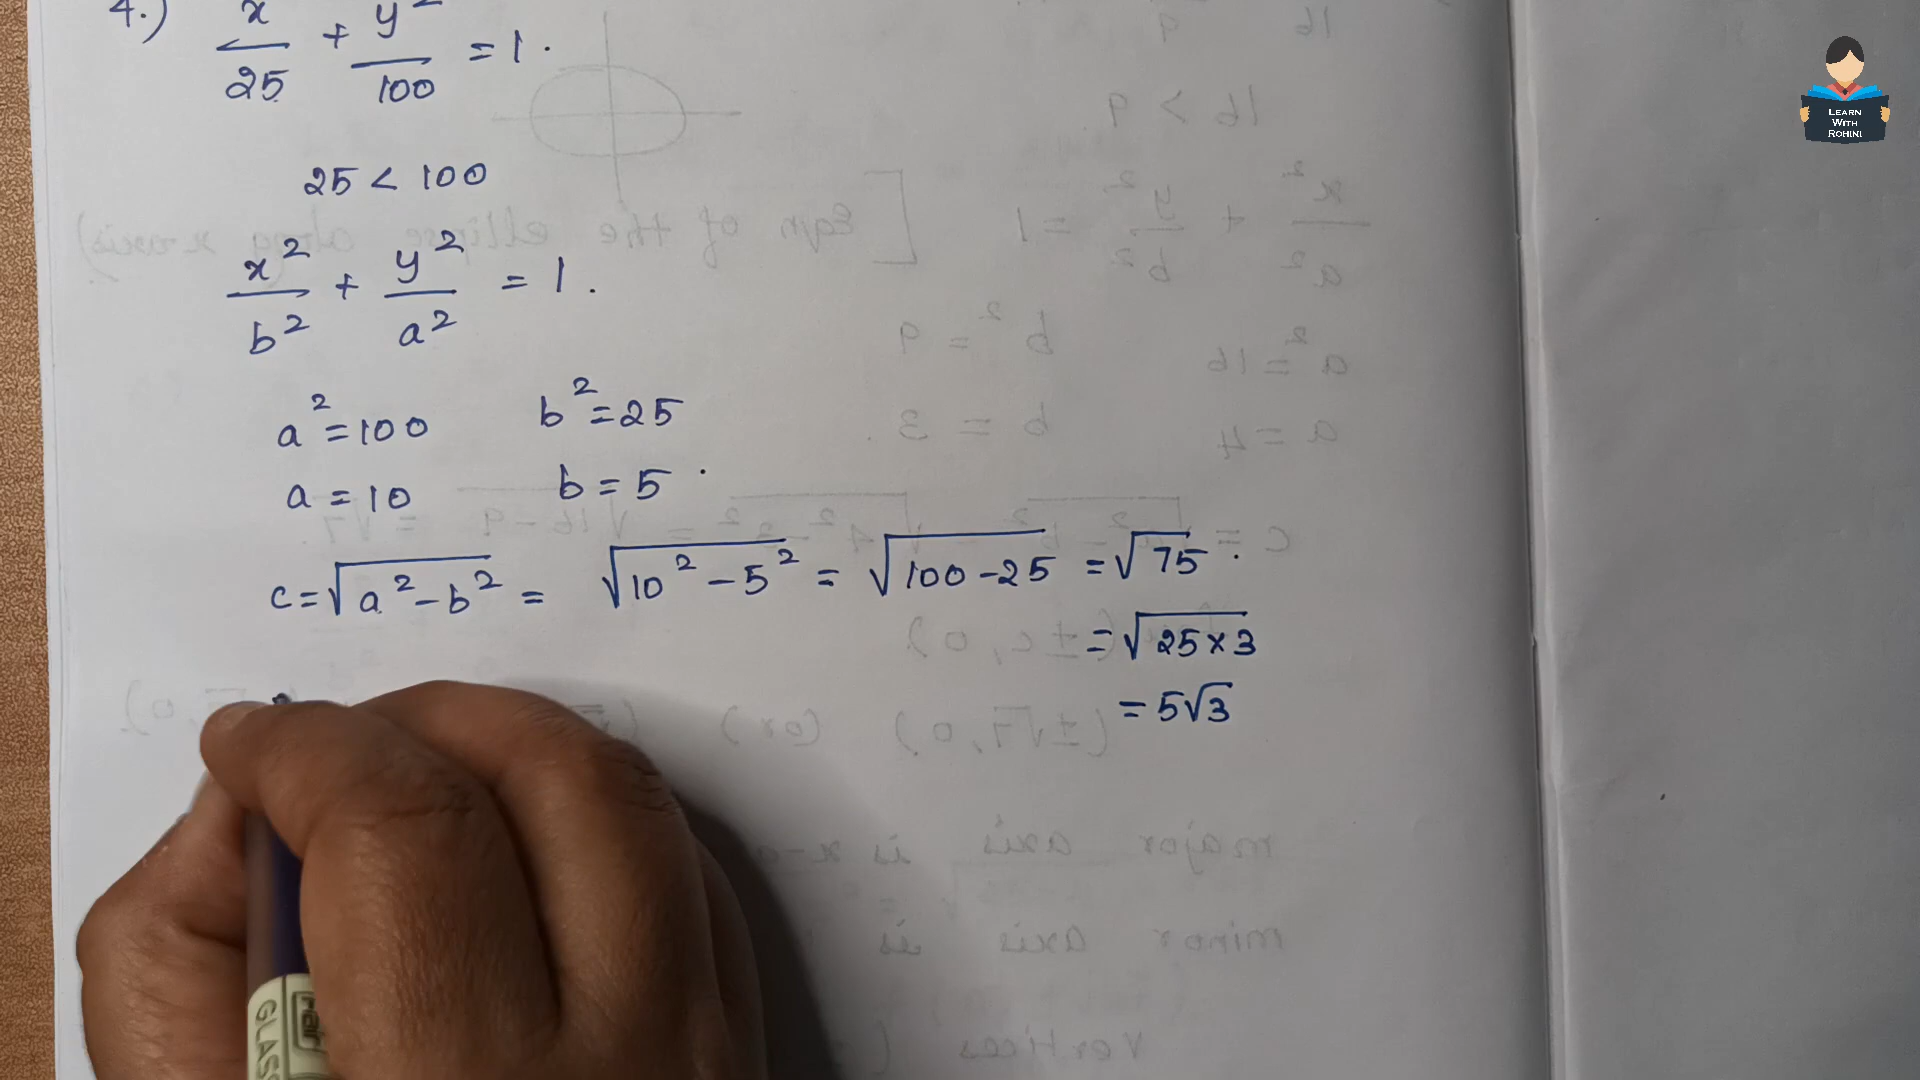 4.) x/25 + y²/100 = 1.
25 < 100
x²/b² + y²/a² = 1.
a² = 100 b² = 25
a = 10 b = 5.
c = √(a² - b²) = √(10² - 5²) = √(100 - 25) = √75.
= √(25 × 3)
= 5√3
LEARN
WITH
ROHINI